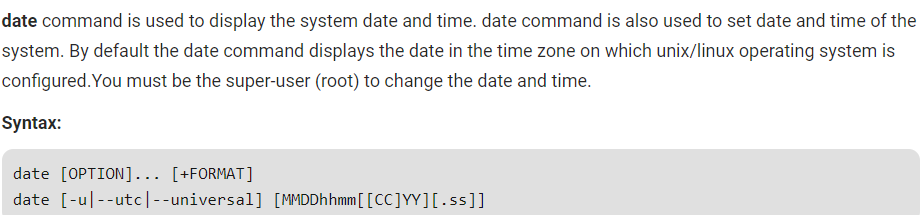 date command is used to display the system date and time. date command is also used to set date and time of the
system. By default the date command displays the date in the time zone on which unix/linux operating system is
configured.You must be the super-user (root) to change the date and time.
Syntax:
date [OPTION]... [+FORMAT]
date [-u|--utc|--universal] [MMDDhhmm[[CC]YY][.ss]]